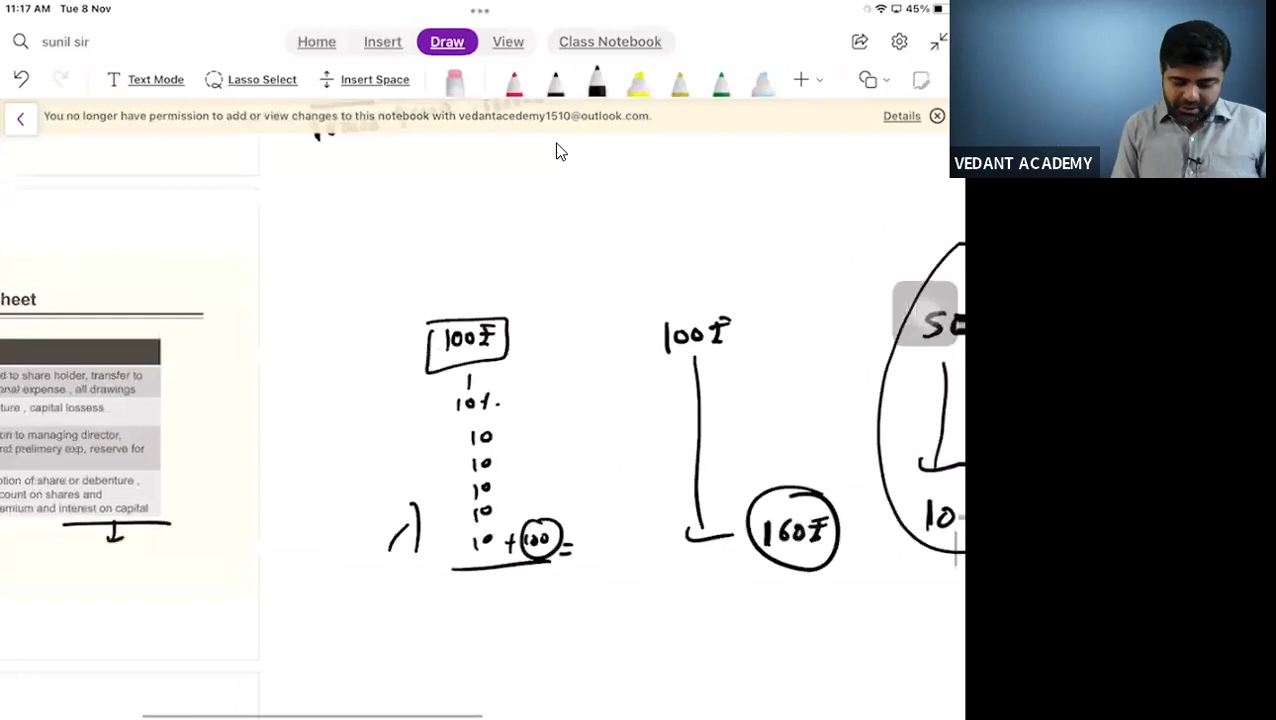 11:17 AM Tue 8 Nov
45%
sunil sir
Home Insert Draw View Class Notebook
Text Mode Lasso Select Insert Space
You no longer have permission to add or view changes to this notebook with vedantacedemy1510@outlook.com.
Details
VEDANT ACADEMY
heet
d to share holder, transfer to
onal expense , all drawings
ture , capital lossess
on to managing director,
d prelimery exp, reserve for
otion of share or debenture ,
count on shares and
emium and interest on capital
100₹
10%.
10
10
10
10
10 + 100 =
100₹
160₹
50
10